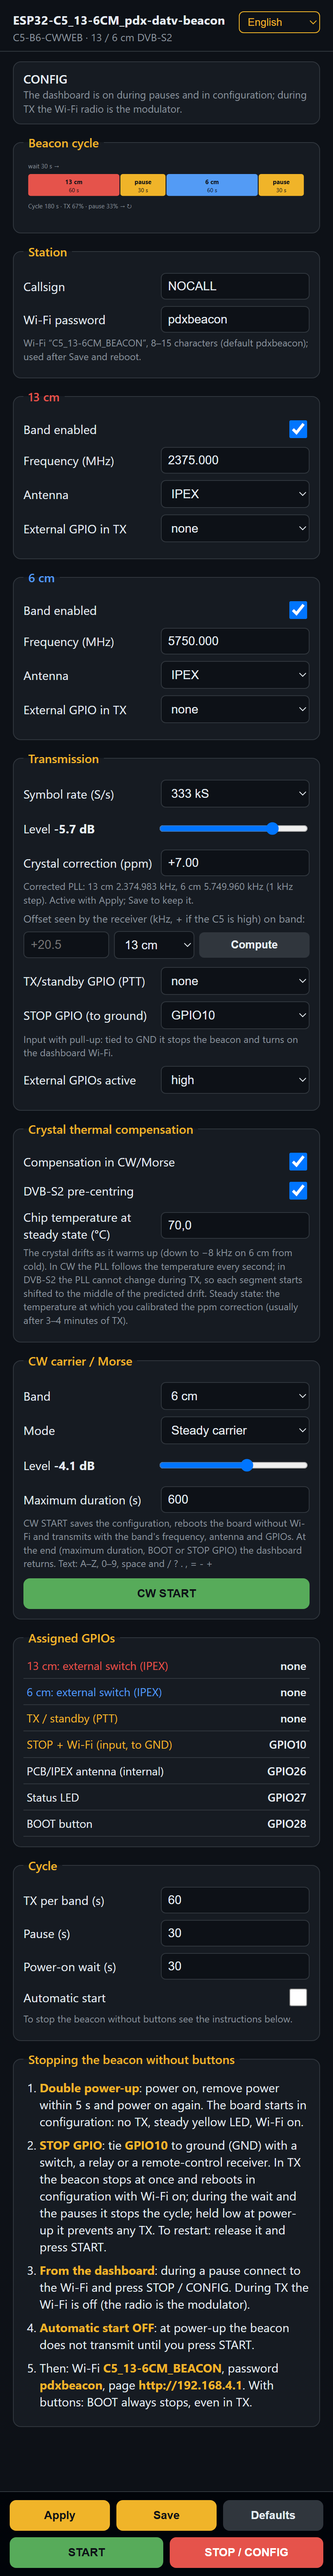 ESP32-C5_13-6CM_pdx-datv-beacon
English
C5-B6-CWWEB · 13 / 6 cm DVB-S2
CONFIG
The dashboard is on during pauses and in configuration; during
TX the Wi-Fi radio is the modulator.
Beacon cycle
wait 30 s →
13 cm
60 s
pause
30 s
6 cm
60 s
pause
30 s
Cycle 180 s · TX 67% · pause 33% → ↻
Station
Callsign
NOCALL
Wi-Fi password
pdxbeacon
Wi-Fi "C5_13-6CM_BEACON", 8–15 characters (default pdxbeacon);
used after Save and reboot.
13 cm
Band enabled
Frequency (MHz)
2375.000
Antenna
IPEX
External GPIO in TX
none
6 cm
Band enabled
Frequency (MHz)
5750.000
Antenna
IPEX
External GPIO in TX
none
Transmission
Symbol rate (S/s)
333 kS
Level -5.7 dB
Crystal correction (ppm)
+7.00
Corrected PLL: 13 cm 2.374.983 kHz, 6 cm 5.749.960 kHz (1 kHz
step). Active with Apply; Save to keep it.
Offset seen by the receiver (kHz, + if the C5 is high) on band:
+20.5
13 cm
Compute
TX/standby GPIO (PTT)
none
STOP GPIO (to ground)
GPIO10
Input with pull-up: tied to GND it stops the beacon and turns on
the dashboard Wi-Fi.
External GPIOs active
high
Crystal thermal compensation
Compensation in CW/Morse
DVB-S2 pre-centring
Chip temperature at
steady state (°C)
70,0
The crystal drifts as it warms up (down to −8 kHz on 6 cm from
cold). In CW the PLL follows the temperature every second; in
DVB-S2 the PLL cannot change during TX, so each segment starts
shifted to the middle of the predicted drift. Steady state: the
temperature at which you calibrated the ppm correction (usually
after 3–4 minutes of TX).
CW carrier / Morse
Band
6 cm
Mode
Steady carrier
Level -4.1 dB
Maximum duration (s)
600
CW START saves the configuration, reboots the board without Wi-
Fi and transmits with the band's frequency, antenna and GPIOs. At
the end (maximum duration, BOOT or STOP GPIO) the dashboard
returns. Text: A–Z, 0–9, space and / ? . , = - +
CW START
Assigned GPIOs
13 cm: external switch (IPEX)
none
6 cm: external switch (IPEX)
none
TX / standby (PTT)
none
STOP + Wi-Fi (input, to GND)
GPIO10
PCB/IPEX antenna (internal)
GPIO26
Status LED
GPIO27
BOOT button
GPIO28
Cycle
TX per band (s)
60
Pause (s)
30
Power-on wait (s)
30
Automatic start
To stop the beacon without buttons see the instructions below.
Stopping the beacon without buttons
1. Double power-up: power on, remove power
within 5 s and power on again. The board starts in
configuration: no TX, steady yellow LED, Wi-Fi on.
2. STOP GPIO: tie GPIO10 to ground (GND) with a
switch, a relay or a remote-control receiver. In TX
the beacon stops at once and reboots in
configuration with Wi-Fi on; during the wait and
the pauses it stops the cycle; held low at power-
up it prevents any TX. To restart: release it and
press START.
3. From the dashboard: during a pause connect to
the Wi-Fi and press STOP / CONFIG. During TX the
Wi-Fi is off (the radio is the modulator).
4. Automatic start OFF: at power-up the beacon
does not transmit until you press START.
5. Then: Wi-Fi C5_13-6CM_BEACON, password
pdxbeacon, page http://192.168.4.1. With
buttons: BOOT always stops, even in TX.
Apply
Save
Defaults
START
STOP / CONFIG